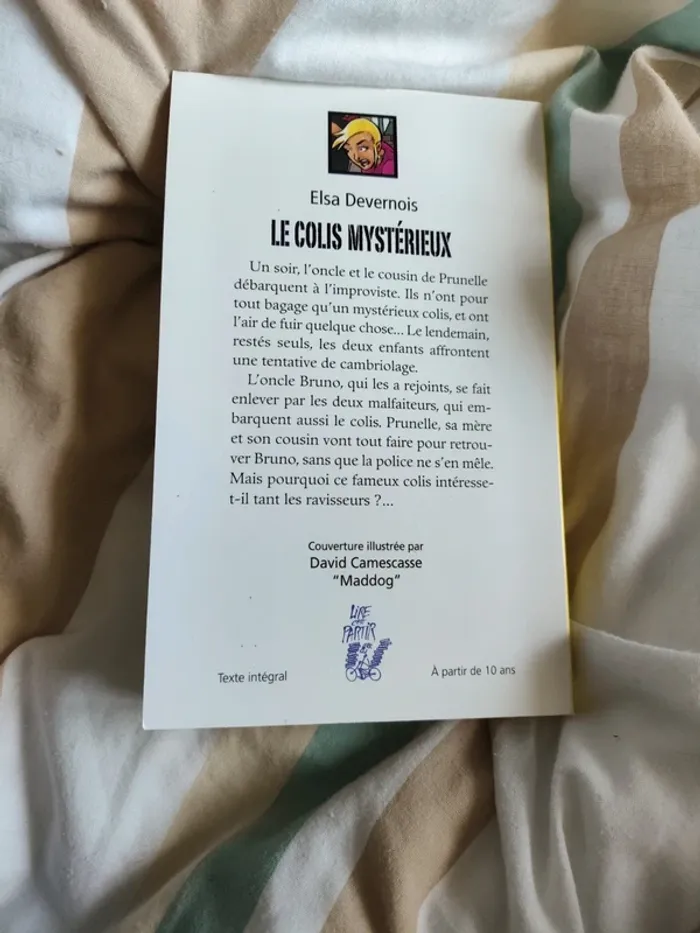 Elsa Devernois
LE COLIS MYSTÉRIEUX
Un soir, l'oncle et le cousin de Prunelle
débarquent à l'improviste. Ils n'ont pour
tout bagage qu'un mystérieux colis, et ont
l'air de fuir quelque chose... Le lendemain,
restés seuls, les deux enfants affrontent
une tentative de cambriolage.
L'oncle Bruno, qui les a rejoints, se fait
enlever par les deux malfaiteurs, qui em-
barquent aussi le colis. Prunelle, sa mère
et son cousin vont tout faire pour retrou-
ver Bruno, sans que la police ne s'en mêle.
Mais pourquoi ce fameux colis intéresse-
t-il tant les ravisseurs ?...
Couverture illustrée par
David Camescasse
"Maddog"
LIRE
C'EST
PARTIR
Texte intégral
À partir de 10 ans